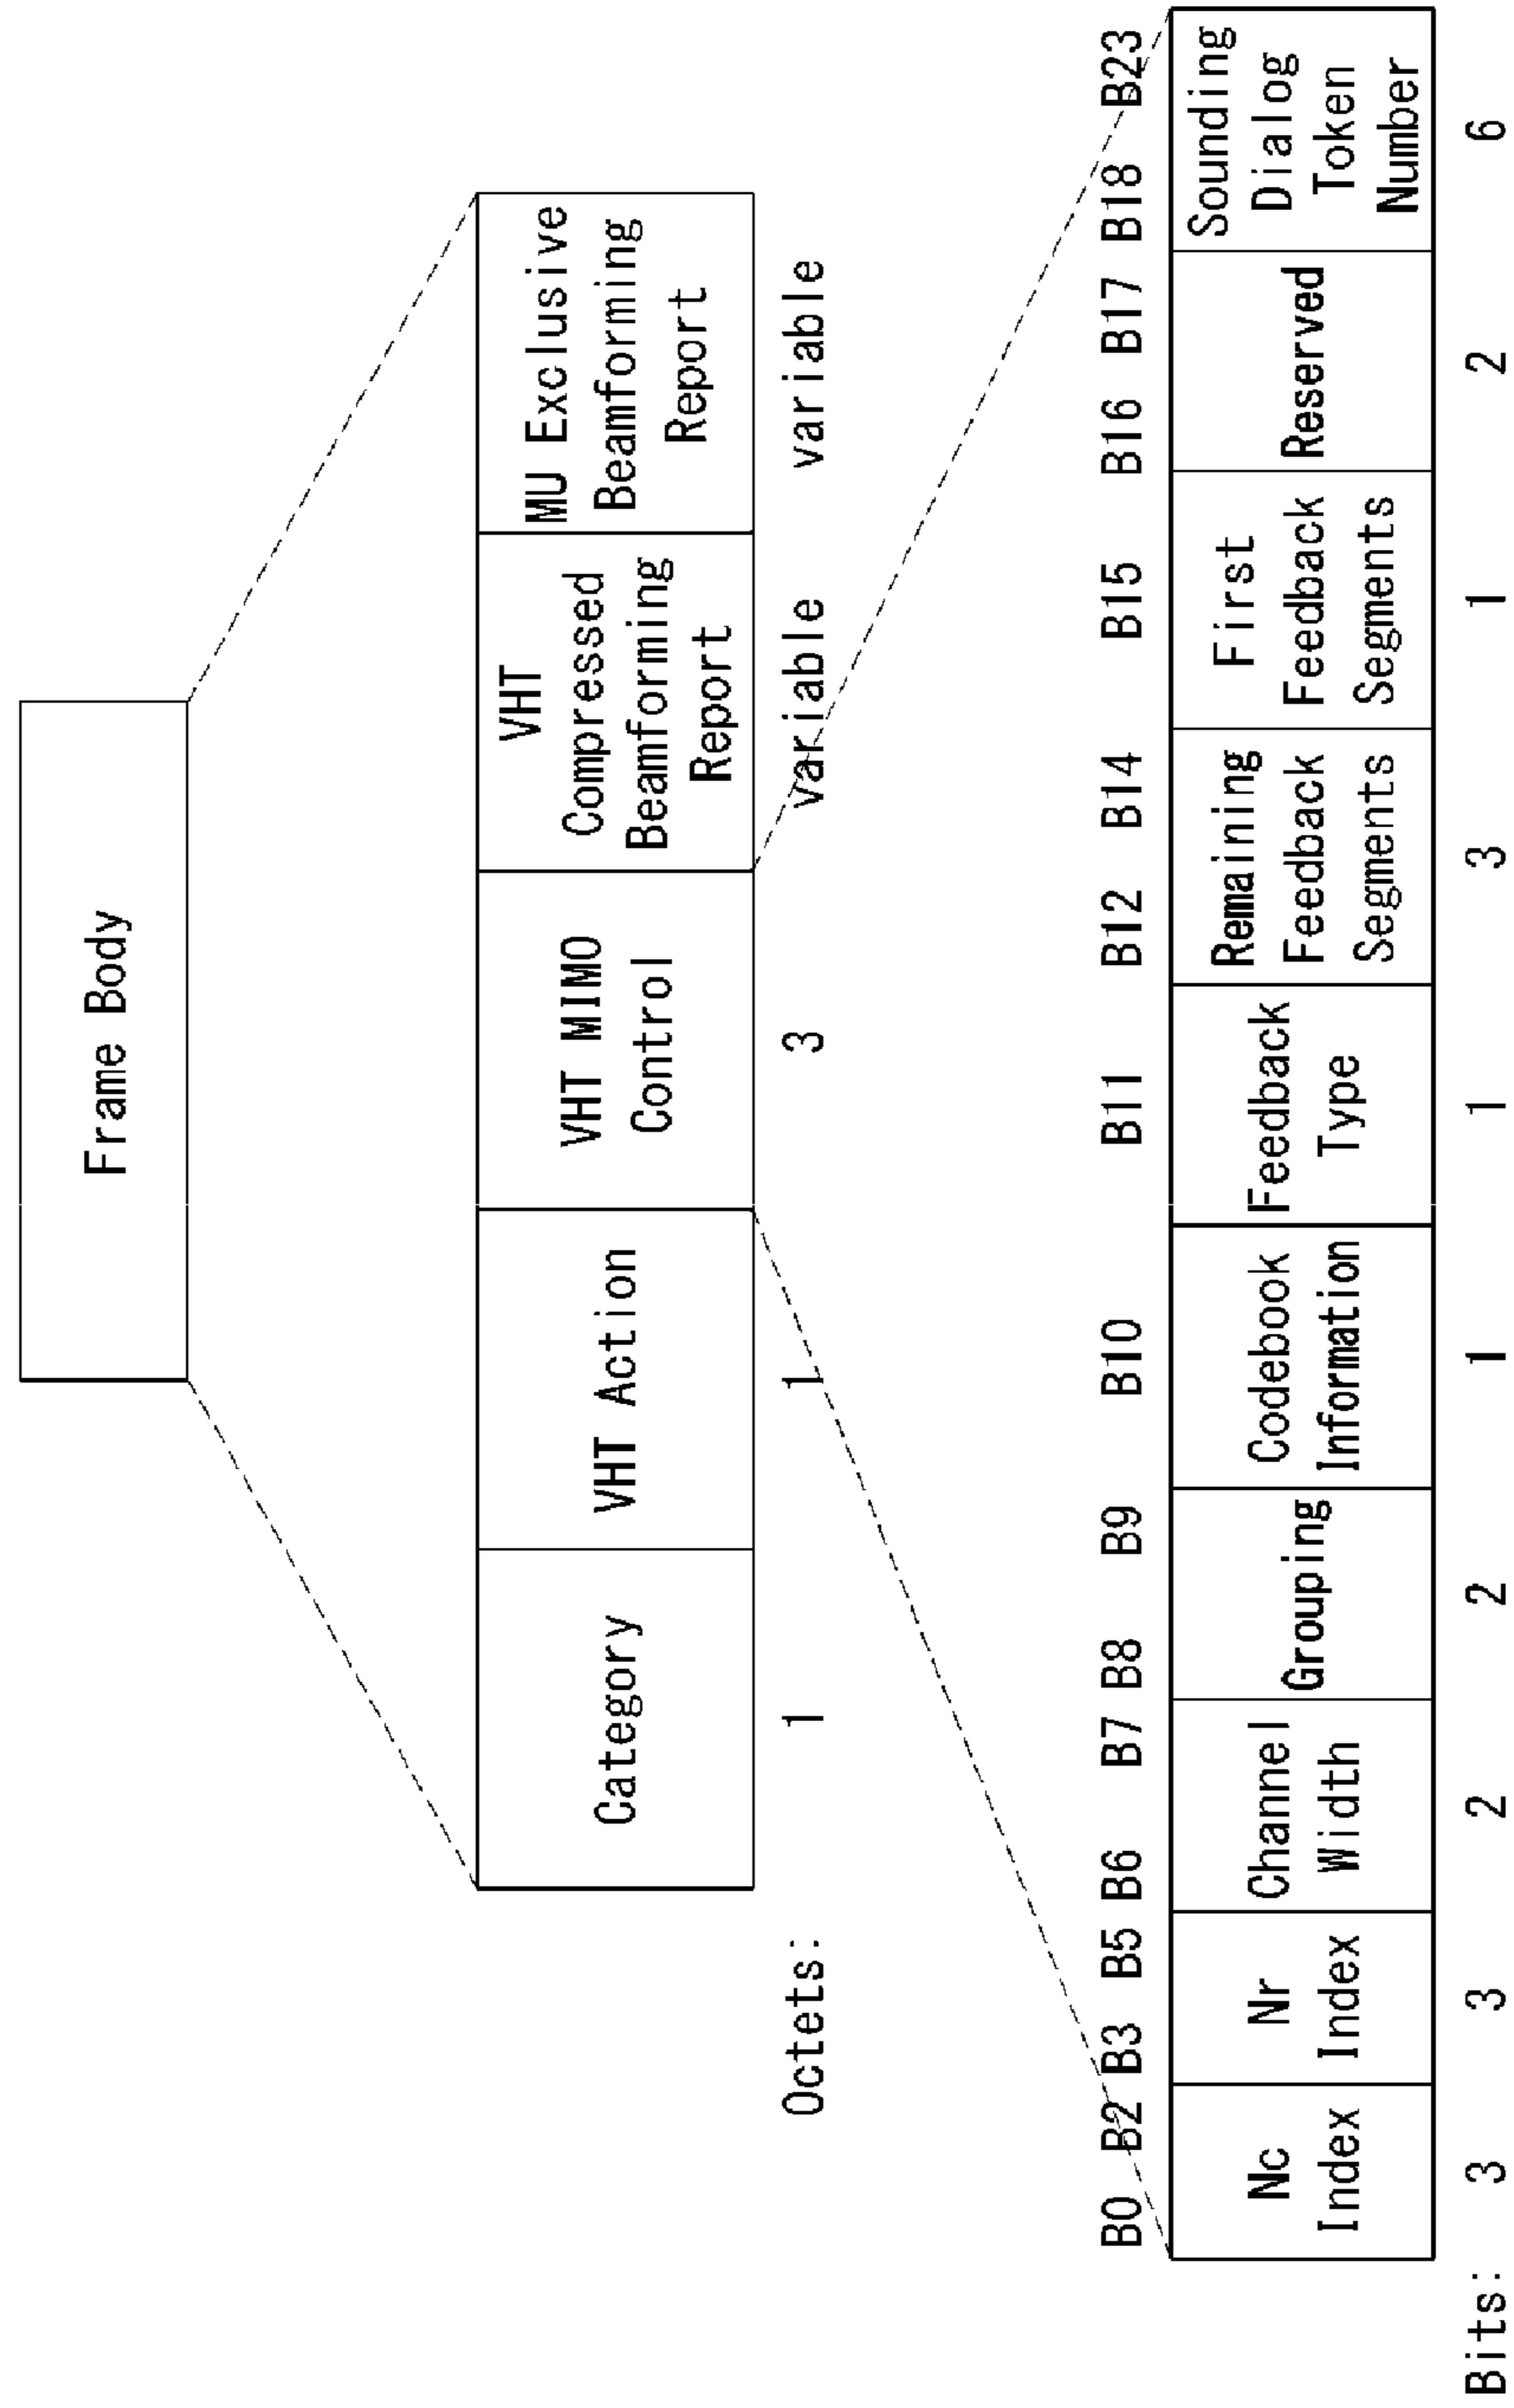 Frame Body
Category
VHT Action
VHT MIMO
Control
VHT
Compressed
Beamforming
Report
MU Exclusive
Beamforming
Report
Octets: 1 1 3 variable variable
B0 B2 B3 B5 B6 B7 B8 B9 B10 B11 B12 B14 B15 B16 B17 B18 B23
Nc
Index
Nr
Index
Channel
Width
Grouping
Codebook
Information
Feedback
Type
Remaining
Feedback
Segments
First
Feedback
Segments
Reserved
Sounding
Dialog
Token
Number
Bits: 3 3 2 2 1 1 3 1 2 6